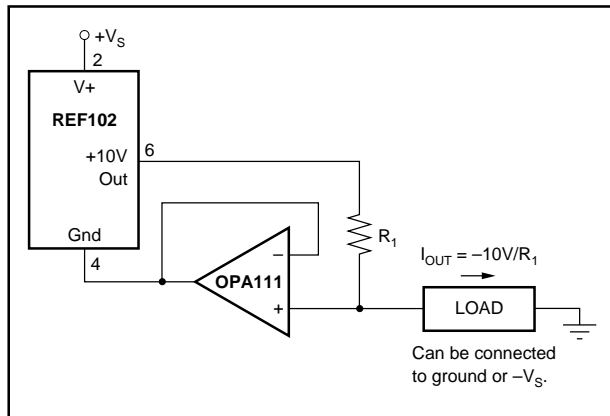 +V_S
2
V+
REF102
+10V
Out
6
Gnd
4
–
OPA111
+
R_1
I_OUT = –10V/R_1
LOAD
Can be connected
to ground or –V_S.